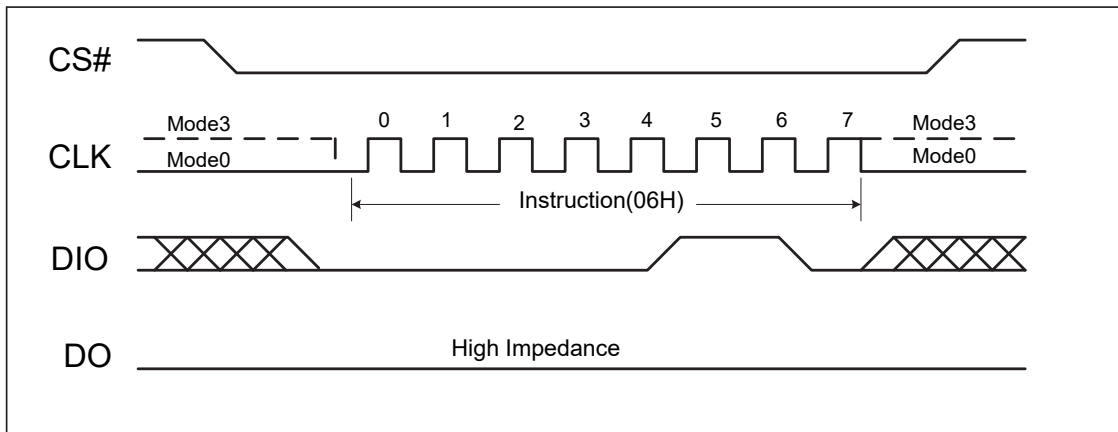 CS#
Mode3 0 1 2 3 4 5 6 7 Mode3
CLK Mode0 Mode0
Instruction(06H)
DIO
High Impedance
DO